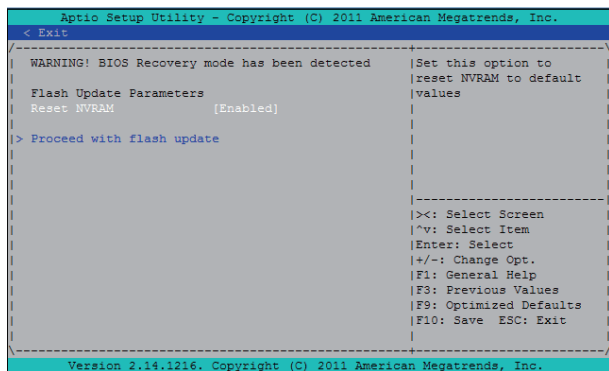 Aptio Setup Utility - Copyright (C) 2011 American Megatrends, Inc.
< Exit
WARNING! BIOS Recovery mode has been detected
Flash Update Parameters
Reset NVRAM [Enabled]
> Proceed with flash update
Set this option to
reset NVRAM to default
values
><: Select Screen
^v: Select Item
Enter: Select
+/-: Change Opt.
F1: General Help
F3: Previous Values
F9: Optimized Defaults
F10: Save ESC: Exit
Version 2.14.1216. Copyright (C) 2011 American Megatrends, Inc.